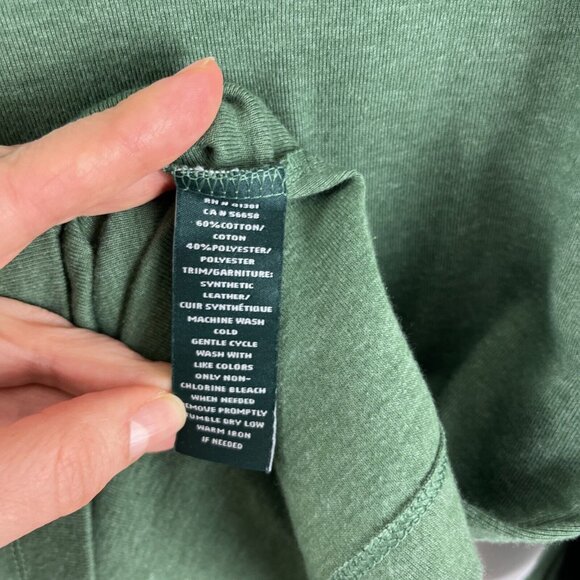 RN # 41381
CA # 56658
60% COTTON/
COTON
40% POLYESTER/
POLYESTER
TRIM/GARNITURE:
SYNTHETIC
LEATHER/
CUIR SYNTHÉTIQUE
MACHINE WASH
COLD
GENTLE CYCLE
WASH WITH
LIKE COLORS
ONLY NON-
CHLORINE BLEACH
WHEN NEEDED
REMOVE PROMPTLY
TUMBLE DRY LOW
WARM IRON
IF NEEDED